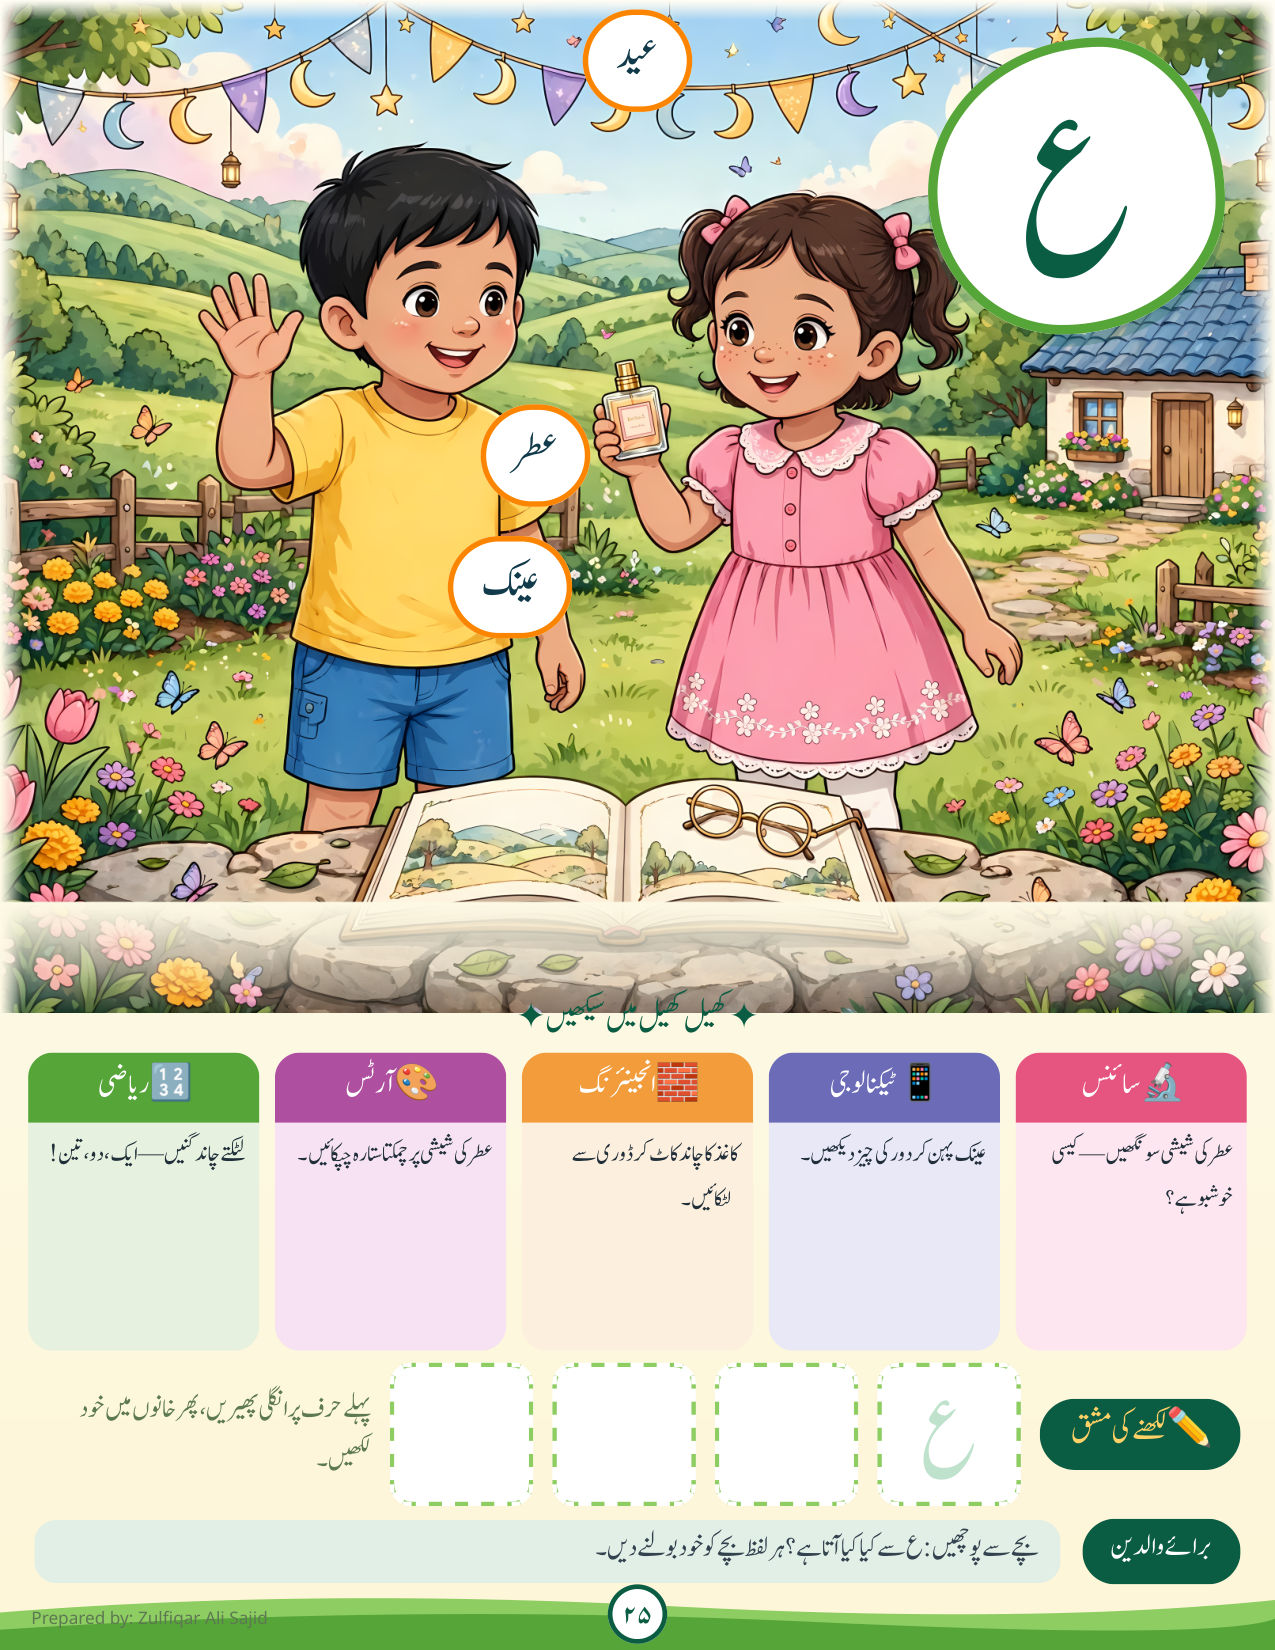 عید
ع
عطر
عینک
✦ کھیل کھیل میں سیکھیں ✦
🔬 سائنس
عطر کی شیشی سونگھیں — کیسی
خوشبو ہے؟
📱 ٹیکنالوجی
عینک پہن کر دور کی چیز دیکھیں۔
🧱 انجینئرنگ
کاغذ کا چاند کاٹ کر ڈوری سے
لٹکائیں۔
🎨 آرٹس
عطر کی شیشی پر چمکتا ستارہ چپکائیں۔
🔢 ریاضی
لٹکتے چاند گنیں — ایک، دو، تین!
✏️ لکھنے کی مشق
ع
پہلے حرف پر انگلی پھیریں، پھر خانوں میں خود
لکھیں۔
برائے والدین
بچے سے پوچھیں: ع سے کیا کیا آتا ہے؟ ہر لفظ بچے کو خود بولنے دیں۔
۲۵
Prepared by: Zulfiqar Ali Sajid